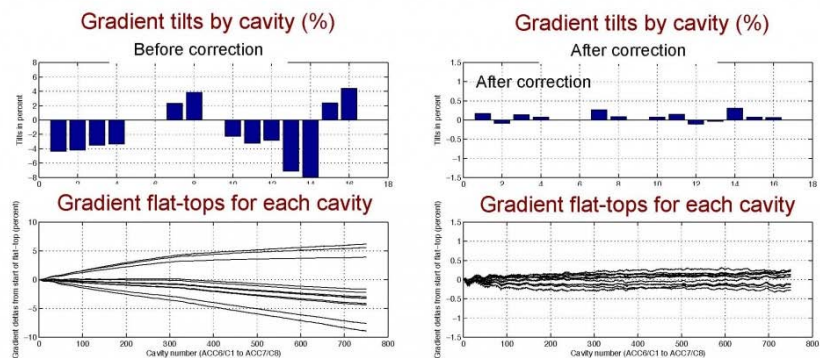 Gradient tilts by cavity (%)
Before correction
Tilts in percent
8
6
4
2
0
−2
−4
−6
−8
0 2 4 6 8 10 12 14 16 18
Gradient flat-tops for each cavity
Gradient deltas from start of flat-top (percent)
10
5
0
−5
−10
0 100 200 300 400 500 600 700 800
Cavity number (ACC6/C1 to ACC7/C8)
Gradient tilts by cavity (%)
After correction
After correction
Tilts in percent
1.5
1
0.5
0
−0.5
−1
−1.5
0 2 4 6 8 10 12 14 16 18
Gradient flat-tops for each cavity
Gradient deltas from start of flat-top (percent)
1.5
1
0.5
0
−0.5
−1
−1.5
0 100 200 300 400 500 600 700 800
Cavity number (ACC6/C1 to ACC7/C8)